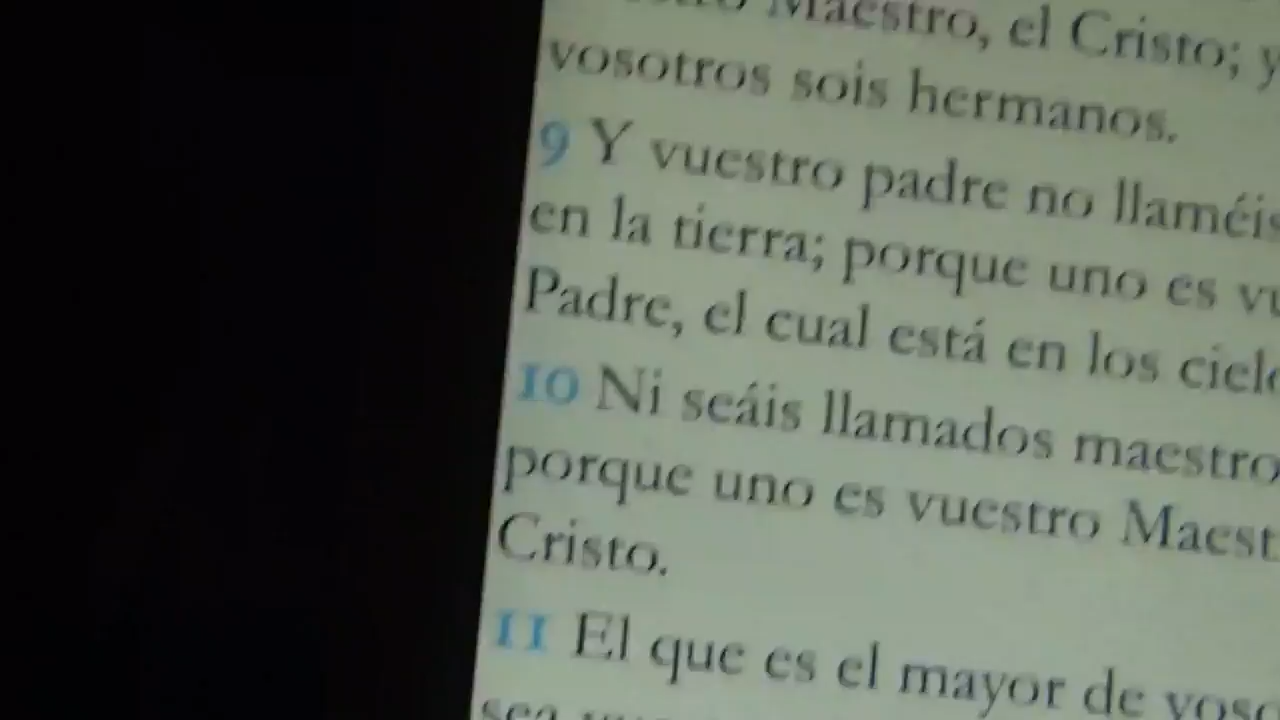 Maestro, el Cristo; y
vosotros sois hermanos.
9 Y vuestro padre no llaméis
en la tierra; porque uno es
Padre, el cual está en los
10 Ni seáis llamados
porque uno es vuestro
Cristo.
11 El que es el mayor de
sea